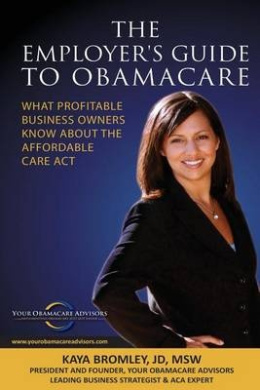 THE
EMPLOYER'S GUIDE
TO OBAMACARE
WHAT PROFITABLE
BUSINESS OWNERS
KNOW ABOUT THE
AFFORDABLE
CARE ACT
YOUR OBAMACARE ADVISORS
www.yourobamacareadvisors.com
KAYA BROMLEY, JD, MSW
PRESIDENT AND FOUNDER, YOUR OBAMACARE ADVISORS
LEADING BUSINESS STRATEGIST & ACA EXPERT